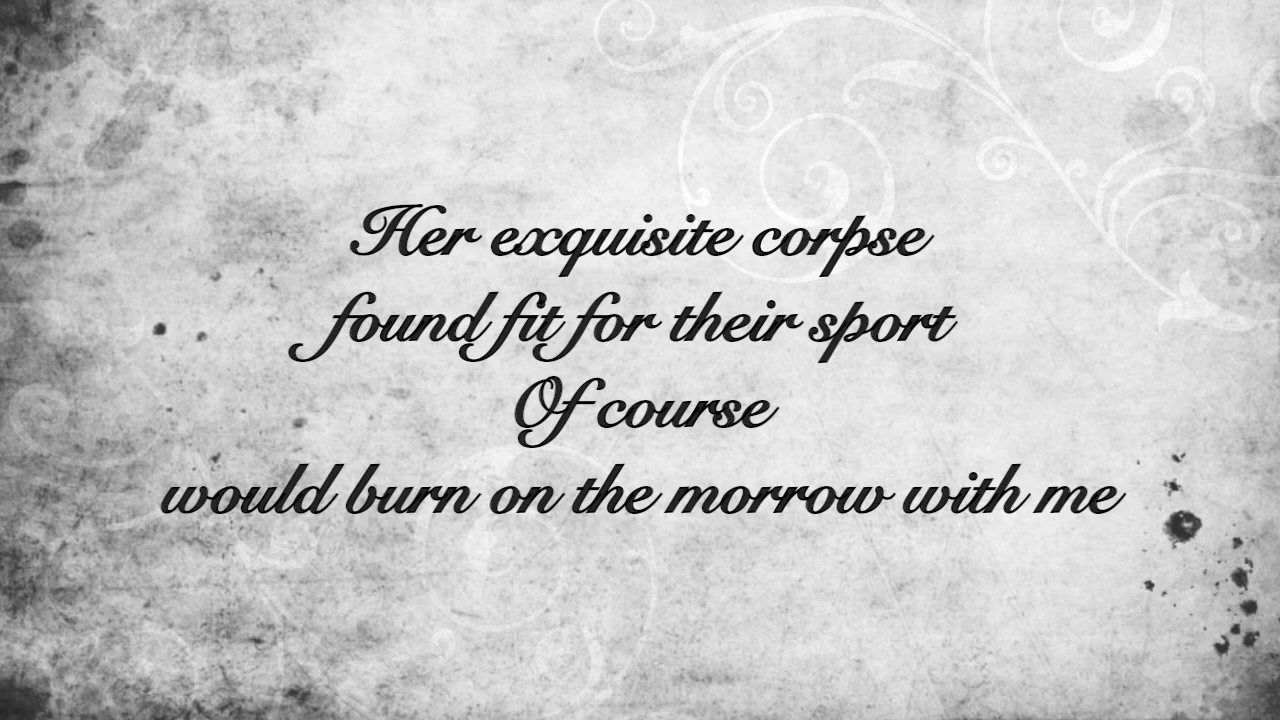 Her exquisite corpse
found fit for their sport
Of course
would burn on the morrow with me